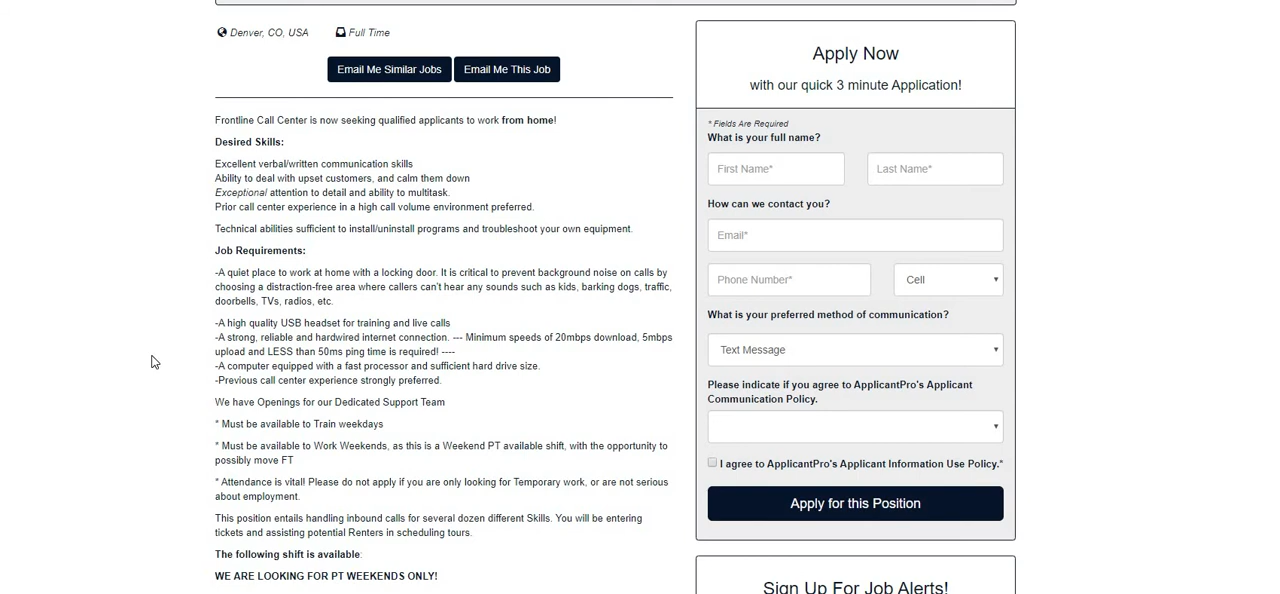 Denver, CO, USA    Full Time
Email Me Similar Jobs    Email Me This Job
Frontline Call Center is now seeking qualified applicants to work from home!
Desired Skills:
Excellent verbal/written communication skills
Ability to deal with upset customers, and calm them down
Exceptional attention to detail and ability to multitask.
Prior call center experience in a high call volume environment preferred.
Technical abilities sufficient to install/uninstall programs and troubleshoot your own equipment.
Job Requirements:
-A quiet place to work at home with a locking door. It is critical to prevent background noise on calls by
choosing a distraction-free area where callers can't hear any sounds such as kids, barking dogs, traffic,
doorbells, TVs, radios, etc.
-A high quality USB headset for training and live calls
-A strong, reliable and hardwired internet connection. --- Minimum speeds of 20mbps download, 5mbps
upload and LESS than 50ms ping time is required! ----
-A computer equipped with a fast processor and sufficient hard drive size.
-Previous call center experience strongly preferred.
We have Openings for our Dedicated Support Team
* Must be available to Train weekdays
* Must be available to Work Weekends, as this is a Weekend PT available shift, with the opportunity to
possibly move FT
* Attendance is vital! Please do not apply if you are only looking for Temporary work, or are not serious
about employment.
This position entails handling inbound calls for several dozen different Skills. You will be entering
tickets and assisting potential Renters in scheduling tours.
The following shift is available:
WE ARE LOOKING FOR PT WEEKENDS ONLY!
Apply Now
with our quick 3 minute Application!
* Fields Are Required
What is your full name?
First Name*    Last Name*
How can we contact you?
Email*
Phone Number*    Cell
What is your preferred method of communication?
Text Message
Please indicate if you agree to ApplicantPro's Applicant
Communication Policy.
I agree to ApplicantPro's Applicant Information Use Policy.*
Apply for this Position
Sign Up For Job Alerts!